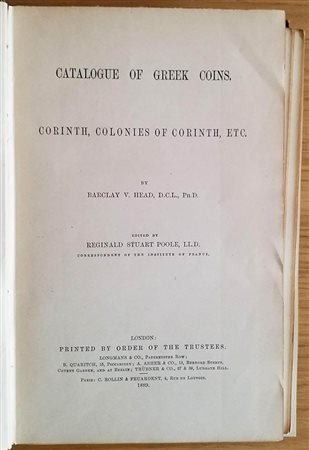 CATALOGUE OF GREEK COINS.
CORINTH, COLONIES OF CORINTH, ETC.
BY
BARCLAY V. HEAD, D.C.L., PH.D.
EDITED BY
REGINALD STUART POOLE, LL.D.
CORRESPONDENT OF THE INSTITUTE OF FRANCE.
LONDON:
PRINTED BY ORDER OF THE TRUSTEES.
LONGMANS & CO., PATERNOSTER ROW;
B. QUARITCH, 15, PICCADILLY; A. ASHER & CO., 13, BEDFORD STREET,
COVENT GARDEN, AND AT BERLIN; TRÜBNER & CO., 57 & 59, LUDGATE HILL.
PARIS: C. ROLLIN & FEUARDENT, 4, RUE DE LOUVOIS.
1889.